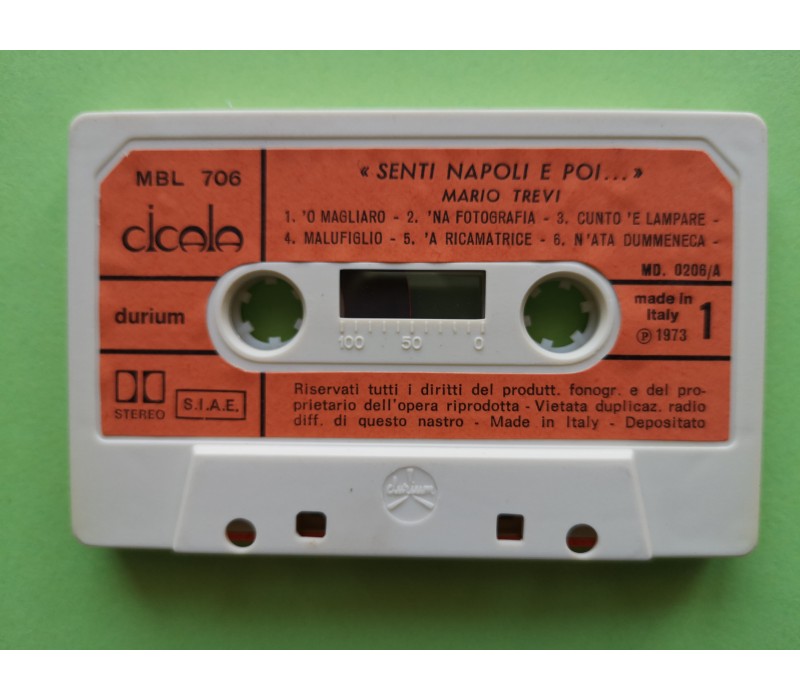 MBL 706
cicala
durium
STEREO
S.I.A.E.
« SENTI NAPOLI E POI...»
MARIO TREVI
1. 'O MAGLIARO - 2. 'NA FOTOGRAFIA - 3. CUNTO 'E LAMPARE -
4. MALUFIGLIO - 5. 'A RICAMATRICE - 6. N'ATA DUMMENECA -
MD. 0206/A
made in
Italy
Ⓟ 1973
1
100 50 0
Riservati tutti i diritti del produtt. fonogr. e del pro-
prietario dell'opera riprodotta - Vietata duplicaz. radio
diff. di questo nastro - Made in Italy - Depositato
durium